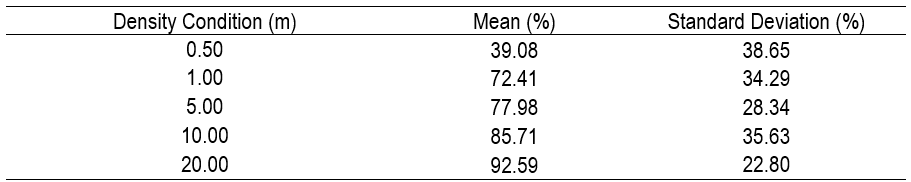 Density Condition (m) Mean (%) Standard Deviation (%)
0.50 39.08 38.65
1.00 72.41 34.29
5.00 77.98 28.34
10.00 85.71 35.63
20.00 92.59 22.80